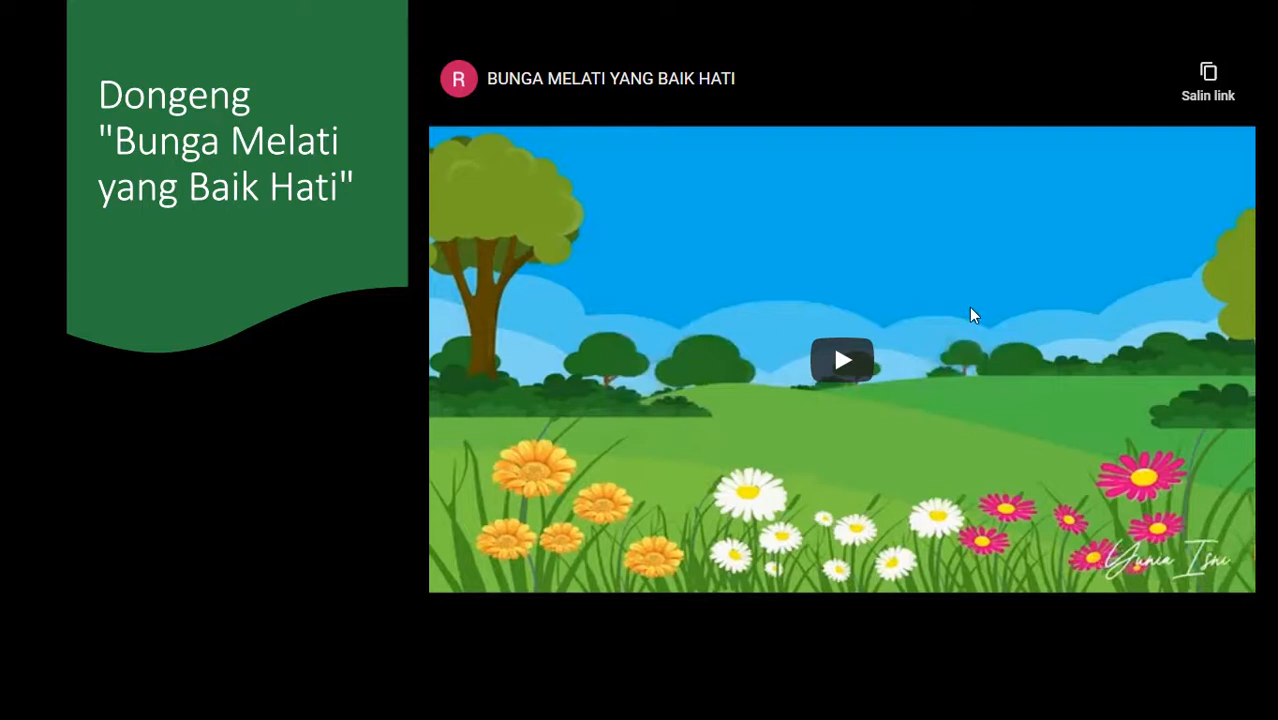 Dongeng
"Bunga Melati
yang Baik Hati"
R
BUNGA MELATI YANG BAIK HATI
Salin link
Yunia Isni